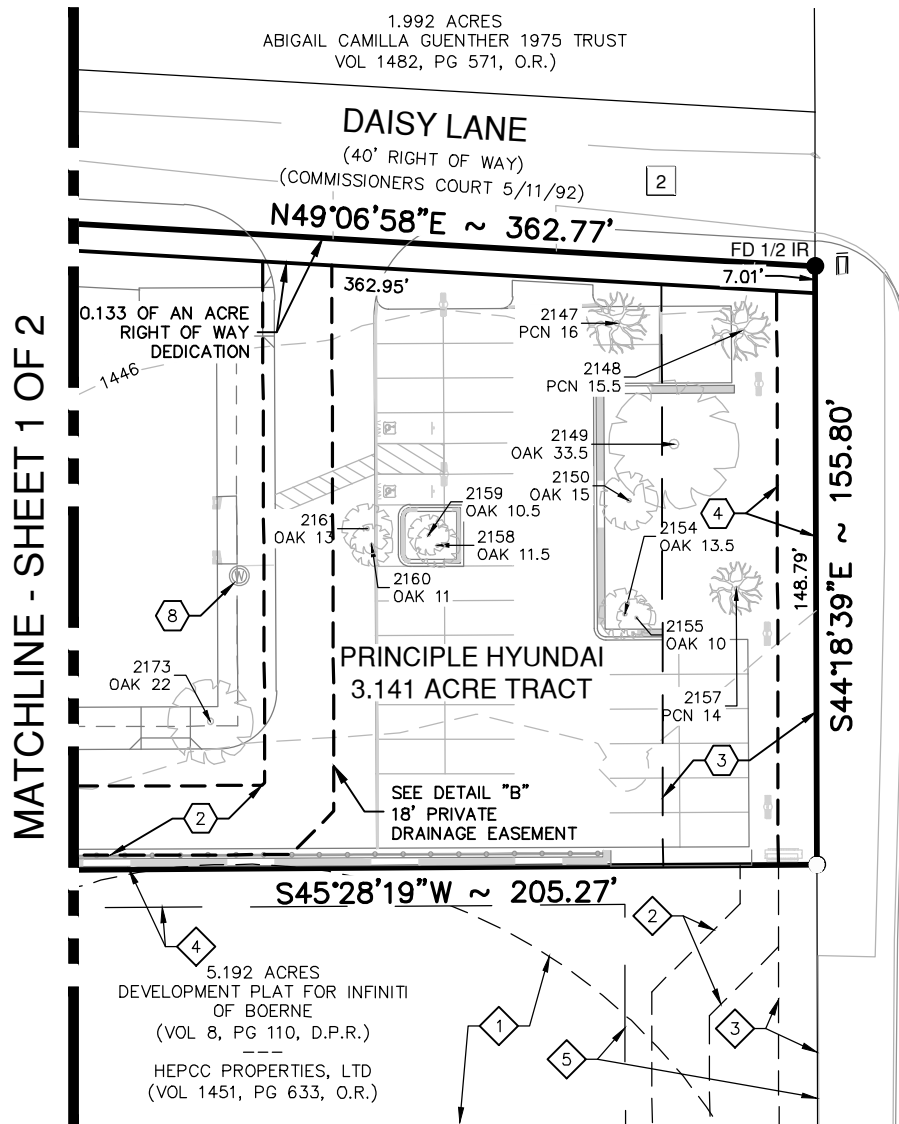 1.992 ACRES
ABIGAIL CAMILLA GUENTHER 1975 TRUST
VOL 1482, PG 571, O.R.)
DAISY LANE
(40' RIGHT OF WAY)
(COMMISSIONERS COURT 5/11/92)
2
N49°06'58"E ~ 362.77'
FD 1/2 IR
7.01'
362.95'
0.133 OF AN ACRE
RIGHT OF WAY
DEDICATION
1446
MATCHLINE - SHEET 1 OF 2
2147
PCN 16
2148
PCN 15.5
2149
OAK 33.5
2150
OAK 15
2159
OAK 10.5
2158
OAK 11.5
2161
OAK 13
2160
OAK 11
2154
OAK 13.5
2155
OAK 10
2157
PCN 14
2173
OAK 22
W
8
4
148.79'
S44°18'39"E ~ 155.80'
PRINCIPLE HYUNDAI
3.141 ACRE TRACT
3
2
SEE DETAIL "B"
18' PRIVATE
DRAINAGE EASEMENT
S45°28'19"W ~ 205.27'
4
2
1
3
5
5.192 ACRES
DEVELOPMENT PLAT FOR INFINITI
OF BOERNE
(VOL 8, PG 110, D.P.R.)
---
HEPCC PROPERTIES, LTD
(VOL 1451, PG 633, O.R.)